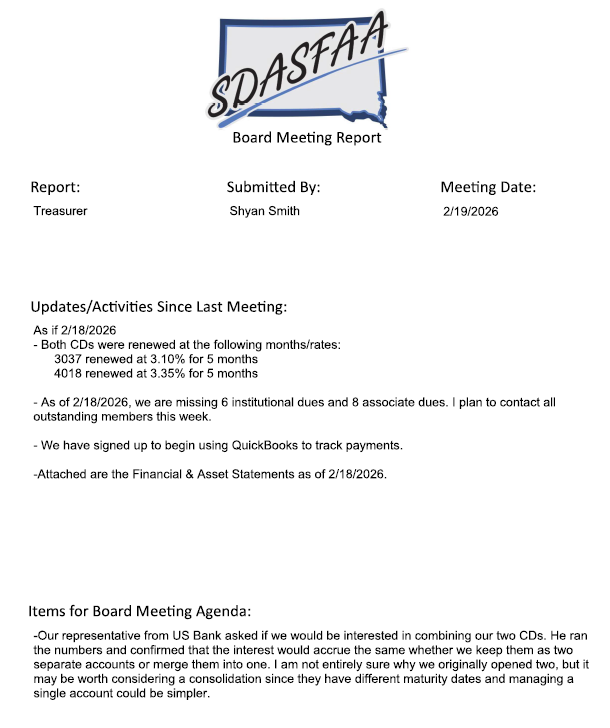 SDASFAA
Board Meeting Report
Report: Submitted By: Meeting Date:
Treasurer Shyan Smith 2/19/2026
Updates/Activities Since Last Meeting:
As if 2/18/2026
- Both CDs were renewed at the following months/rates:
3037 renewed at 3.10% for 5 months
4018 renewed at 3.35% for 5 months
- As of 2/18/2026, we are missing 6 institutional dues and 8 associate dues. I plan to contact all
outstanding members this week.
- We have signed up to begin using QuickBooks to track payments.
-Attached are the Financial & Asset Statements as of 2/18/2026.
Items for Board Meeting Agenda:
-Our representative from US Bank asked if we would be interested in combining our two CDs. He ran
the numbers and confirmed that the interest would accrue the same whether we keep them as two
separate accounts or merge them into one. I am not entirely sure why we originally opened two, but it
may be worth considering a consolidation since they have different maturity dates and managing a
single account could be simpler.